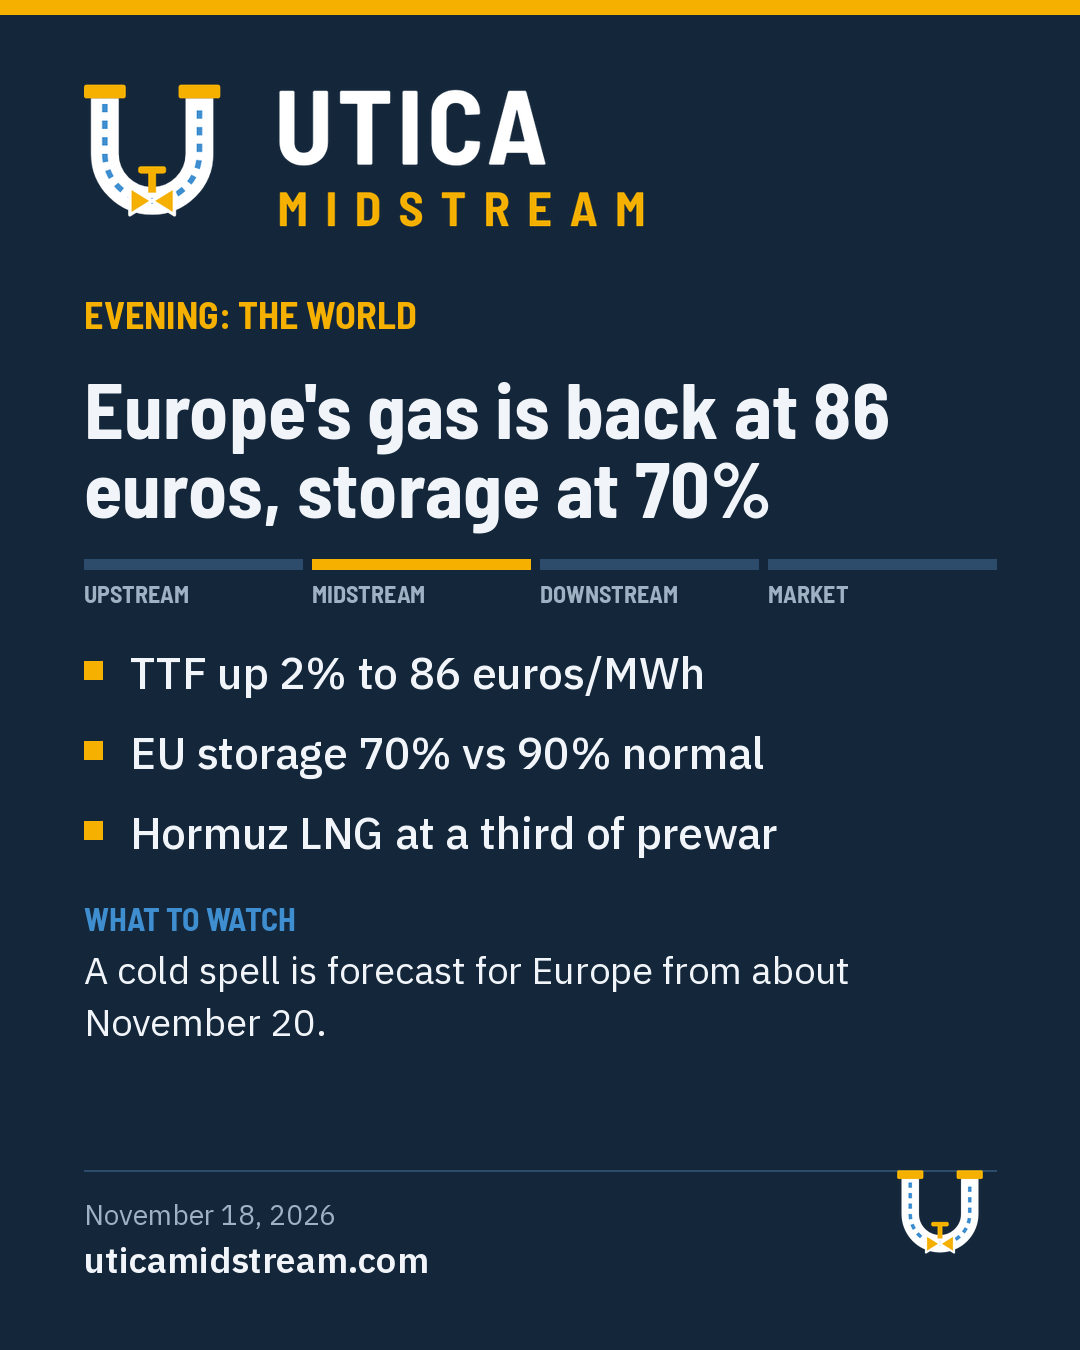 UTICA
MIDSTREAM
EVENING: THE WORLD
Europe's gas is back at 86
euros, storage at 70%
UPSTREAM MIDSTREAM DOWNSTREAM MARKET
TTF up 2% to 86 euros/MWh
EU storage 70% vs 90% normal
Hormuz LNG at a third of prewar
WHAT TO WATCH
A cold spell is forecast for Europe from about
November 20.
November 18, 2026
uticamidstream.com